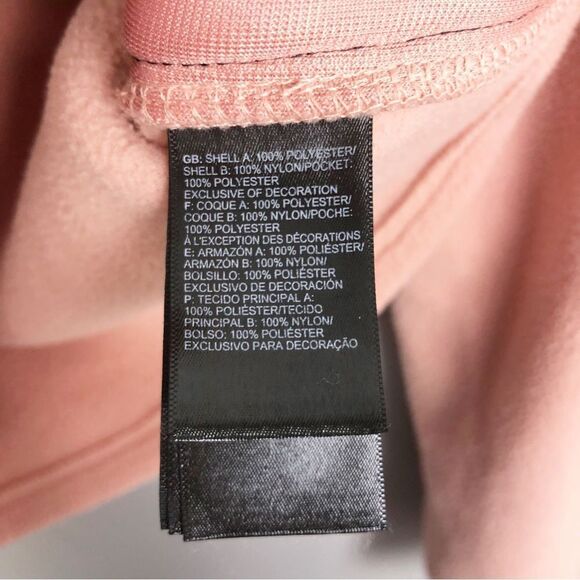 GB: SHELL A: 100% POLYESTER/
SHELL B: 100% NYLON/POCKET:
100% POLYESTER
EXCLUSIVE OF DECORATION
F: COQUE A: 100% POLYESTER/
COQUE B: 100% NYLON/POCHE:
100% POLYESTER
À L'EXCEPTION DES DÉCORATIONS
E: ARMAZÓN A: 100% POLIÉSTER/
ARMAZÓN B: 100% NYLON/
BOLSILLO: 100% POLIÉSTER
EXCLUSIVO DE DECORACIÓN
P: TECIDO PRINCIPAL A:
100% POLIÉSTER/TECIDO
PRINCIPAL B: 100% NYLON/
BOLSO: 100% POLIÉSTER
EXCLUSIVO PARA DECORAÇÃO